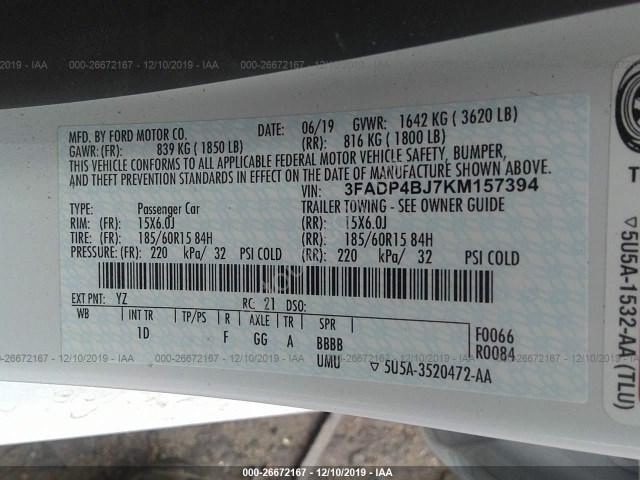 000-26672167 - 12/10/2019 - IAA
MFD. BY FORD MOTOR CO.
DATE: 06/19 GVWR: 1642 KG ( 3620 LB)
GAWR: (FR): 839 KG ( 1850 LB) (RR): 816 KG ( 1800 LB)
THIS VEHICLE CONFORMS TO ALL APPLICABLE FEDERAL MOTOR VEHICLE SAFETY, BUMPER,
AND THEFT PREVENTION STANDARDS IN EFFECT ON THE DATE OF MANUFACTURE SHOWN ABOVE.
VIN: 3FADP4BJ7KM157394
TYPE: Passenger Car TRAILER TOWING - SEE OWNER GUIDE
RIM: (FR): 15X6.0J (RR): 15X6.0J
TIRE: (FR): 185/60R15 84H (RR): 185/60R15 84H
PRESSURE: (FR): 220 kPa/ 32 PSI COLD (RR): 220 kPa/ 32 PSI COLD
EXT PNT: YZ RC: 21 DSO:
WB INT TR TP/PS R AXLE TR SPR
1D F GG A BBBB
UMU
F0066
R0084
▽ 5U5A-3520472-AA
▽5U5A-1532-AA (TLU)
000-26672167 - 12/10/2019 - IAA
000-26672167 - 12/10/2019 - IAA